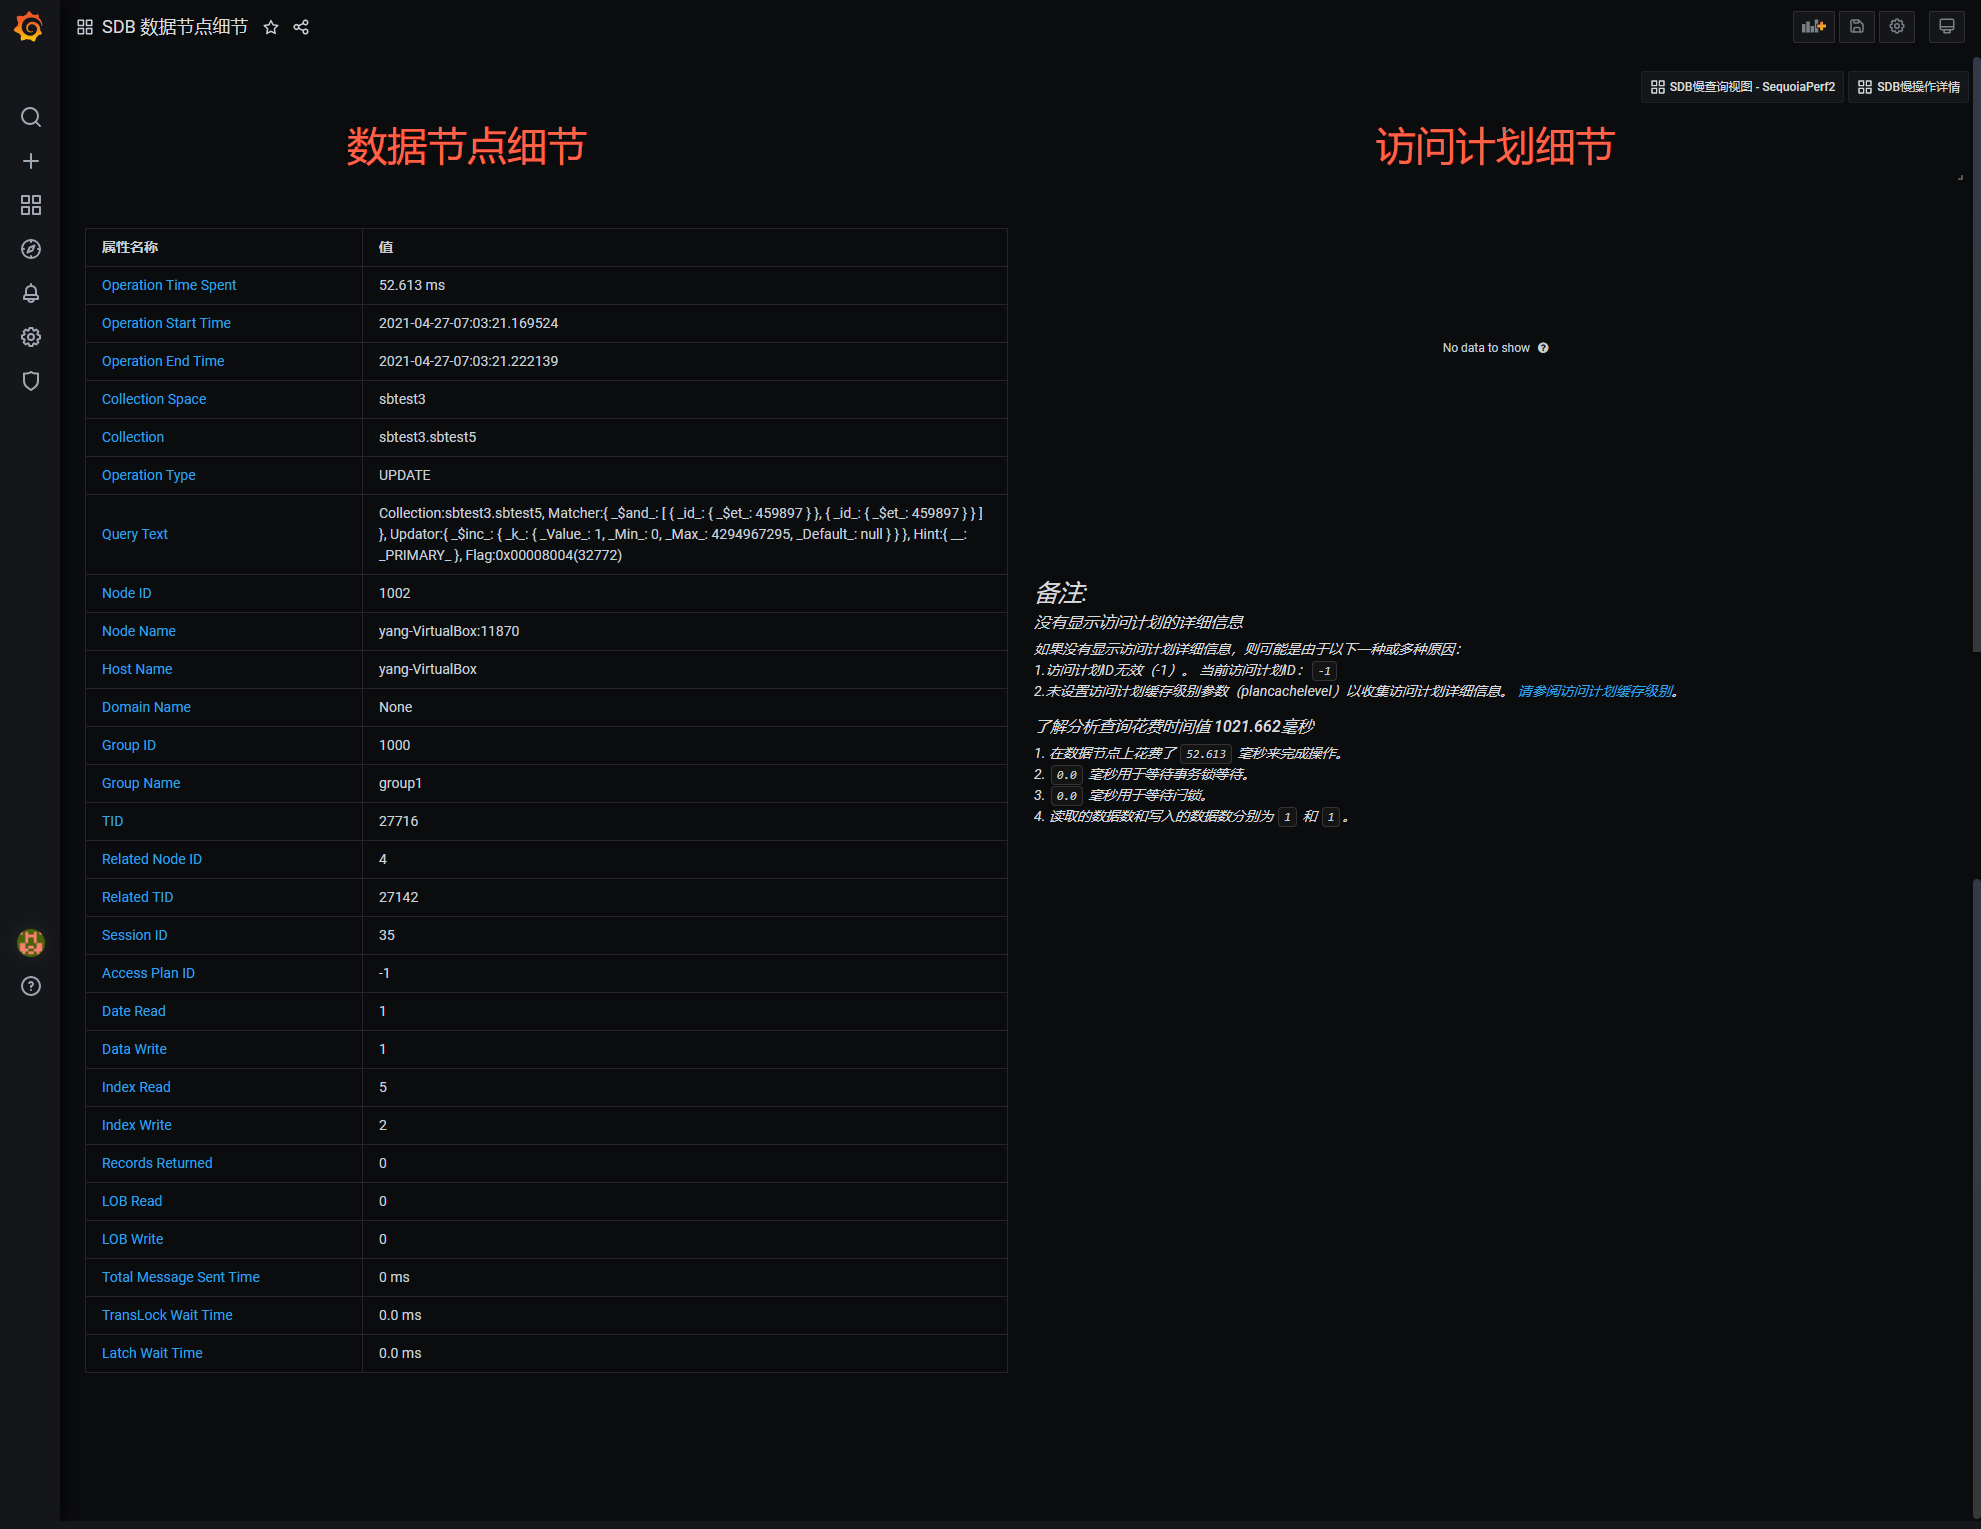 SDB 数据节点细节
SDB慢查询视图 - SequoiaPerf2
SDB慢操作详情
数据节点细节
访问计划细节
属性名称 值
Operation Time Spent 52.613 ms
Operation Start Time 2021-04-27-07:03:21.169524
Operation End Time 2021-04-27-07:03:21.222139
Collection Space sbtest3
Collection sbtest3.sbtest5
Operation Type UPDATE
Query Text
Collection:sbtest3.sbtest5, Matcher:{ _$and_: [ { _id_: { _$et_: 459897 } }, { _id_: { _$et_: 459897 } } ]
}, Updator:{ _$inc_: { _k_: { _Value_: 1, _Min_: 0, _Max_: 4294967295, _Default_: null } } }, Hint:{ __:
_PRIMARY_ }, Flag:0x00008004(32772)
Node ID 1002
Node Name yang-VirtualBox:11870
Host Name yang-VirtualBox
Domain Name None
Group ID 1000
Group Name group1
TID 27716
Related Node ID 4
Related TID 27142
Session ID 35
Access Plan ID -1
Date Read 1
Data Write 1
Index Read 5
Index Write 2
Records Returned 0
LOB Read 0
LOB Write 0
Total Message Sent Time 0 ms
TransLock Wait Time 0.0 ms
Latch Wait Time 0.0 ms
No data to show
备注:
没有显示访问计划的详细信息
如果没有显示访问计划详细信息，则可能是由于以下一种或多种原因：
1.访问计划ID无效（-1）。 当前访问计划ID： -1
2.未设置访问计划缓存级别参数（plancachelevel）以收集访问计划详细信息。 请参阅访问计划缓存级别。
了解分析查询花费时间值 1021.662毫秒
1. 在数据节点上花费了 52.613 毫秒来完成操作。
2. 0.0 毫秒用于等待事务锁等待。
3. 0.0 毫秒用于等待闩锁。
4. 读取的数据数和写入的数据数分别为 1 和 1 。